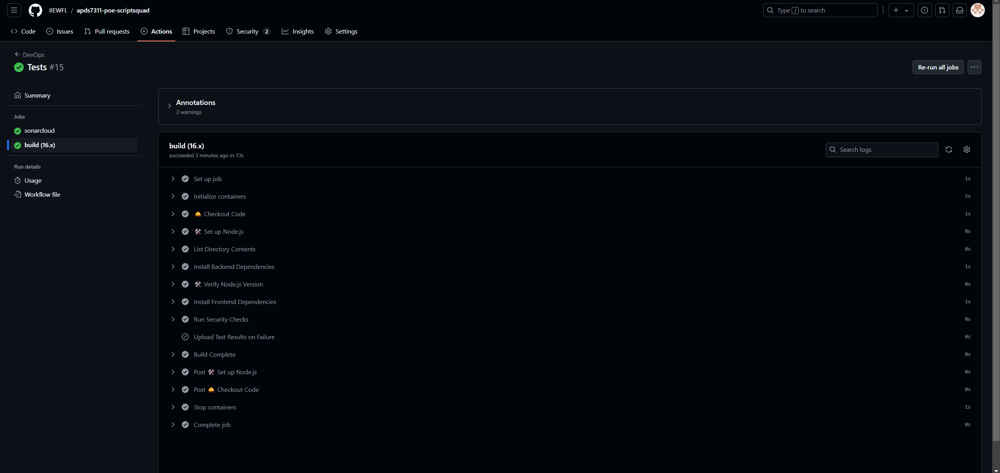 IIEWFL / apds7311-poe-scriptsquad
Type / to search
Code Issues Pull requests Actions Projects Security 2 Insights Settings
DevOps
Tests #15
Re-run all jobs
Summary
Jobs
sonarcloud
build (16.x)
Run details
Usage
Workflow file
Annotations
2 warnings
build (16.x)
succeeded 3 minutes ago in 13s
Search logs
Set up job 1s
Initialize containers 5s
🛎️ Checkout Code 1s
🛠️ Set up Node.js 0s
List Directory Contents 0s
Install Backend Dependencies 1s
🛠️ Verify Node.js Version 0s
Install Frontend Dependencies 1s
Run Security Checks 0s
Upload Test Results on Failure 0s
Build Complete 0s
Post 🛠️ Set up Node.js 0s
Post 🛎️ Checkout Code 0s
Stop containers 1s
Complete job 0s